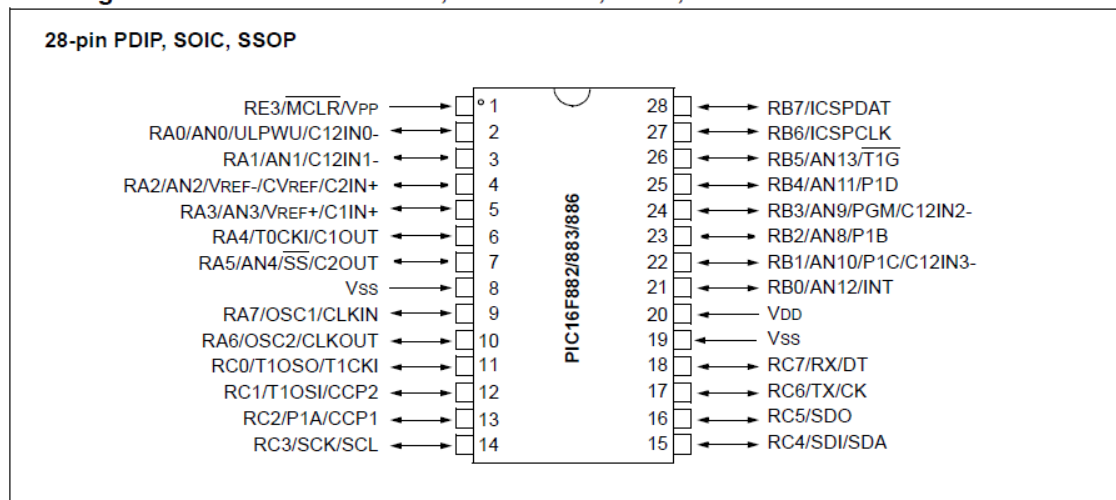 28-pin PDIP, SOIC, SSOP
RE3/MCLR/VPP 1 28 RB7/ICSPDAT
RA0/AN0/ULPWU/C12IN0- 2 27 RB6/ICSPCLK
RA1/AN1/C12IN1- 3 26 RB5/AN13/T1G
RA2/AN2/VREF-/CVREF/C2IN+ 4 25 RB4/AN11/P1D
RA3/AN3/VREF+/C1IN+ 5 24 RB3/AN9/PGM/C12IN2-
RA4/T0CKI/C1OUT 6 23 RB2/AN8/P1B
RA5/AN4/SS/C2OUT 7 22 RB1/AN10/P1C/C12IN3-
VSS 8 21 RB0/AN12/INT
RA7/OSC1/CLKIN 9 20 VDD
RA6/OSC2/CLKOUT 10 19 VSS
RC0/T1OSO/T1CKI 11 18 RC7/RX/DT
RC1/T1OSI/CCP2 12 17 RC6/TX/CK
RC2/P1A/CCP1 13 16 RC5/SDO
RC3/SCK/SCL 14 15 RC4/SDI/SDA
PIC16F882/883/886